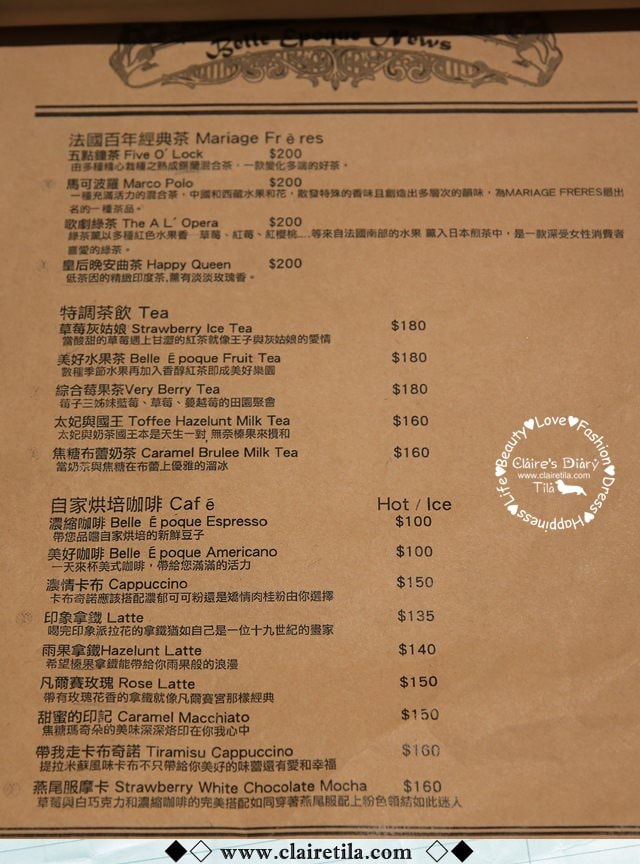 Belle Epoque News
法國百年經典茶 Mariage Fr ē res
五點鐘茶 Five O´ Lock $200
由多種精心栽種之熟成錫蘭混合茶，一款變化多端的好茶。
馬可波羅 Marco Polo $200
一種充滿活力的混合茶，中國和西藏水果和花，散發特殊的香味且創造出多層次的韻味，為MARIAGE FRERES最出
名的一種茶品。
歌劇綠茶 The A L´ Opera $200
綠茶薰以多種紅色水果香—草莓、紅莓、紅櫻桃....等來自法國南部的水果 羼入日本煎茶中，是一款深受女性消費者
喜愛的綠茶。
皇后晚安曲茶 Happy Queen $200
低茶因的精緻印度茶,薰有淡淡玫瑰香。
特調茶飲 Tea
草莓灰姑娘 Strawberry Ice Tea $180
當酸甜的草莓遇上甘澀的紅茶就像王子與灰姑娘的愛情
美好水果茶 Belle É poque Fruit Tea $180
數種季節水果再加入香醇紅茶即成美好樂園
綜合莓果茶Very Berry Tea $180
莓子三姊妹藍莓、草莓、蔓越莓的田園聚會
太妃與國王 Toffee Hazelunt Milk Tea $160
太妃與奶茶國王本是天生一對, 無奈榛果來攪和
焦糖布蕾奶茶 Caramel Brulee Milk Tea $160
當奶茶與焦糖在布蕾上優雅的溜冰
自家烘培咖啡 Caf é Hot / Ice
濃縮咖啡 Belle É poque Espresso $100
帶您品嚐自家烘培的新鮮豆子
美好咖啡 Belle É poque Americano $100
一天來杯美式咖啡，帶給您滿滿的活力
濃情卡布 Cappuccino $150
卡布奇諾應該搭配濃郁可可粉還是矯情肉桂粉由你選擇
印象拿鐵 Latte $135
喝完印象派拉花的拿鐵猶如自己是一位十九世紀的畫家
雨果拿鐵Hazelunt Latte $140
希望榛果拿鐵能帶給你雨果般的浪漫
凡爾賽玫瑰 Rose Latte $150
帶有玫瑰花香的拿鐵就像凡爾賽宮那樣經典
甜蜜的印記 Caramel Macchiato $150
焦糖瑪奇朵的美味深深烙印在你我心中
帶我走卡布奇諾 Tiramisu Cappuccino $160
提拉米蘇風味卡布不只帶給你美好的味蕾還有愛和幸福
燕尾服摩卡 Strawberry White Chocolate Mocha $160
草莓與白巧克力和濃縮咖啡的完美搭配如同穿著燕尾服配上粉色領結如此迷人
Life♥Beauty♥Love♥Fashion♥Dress♥Happiness♥
Claire's Diary
www.clairetila.com
Tila
◆◇ www.clairetila.com ◇◆